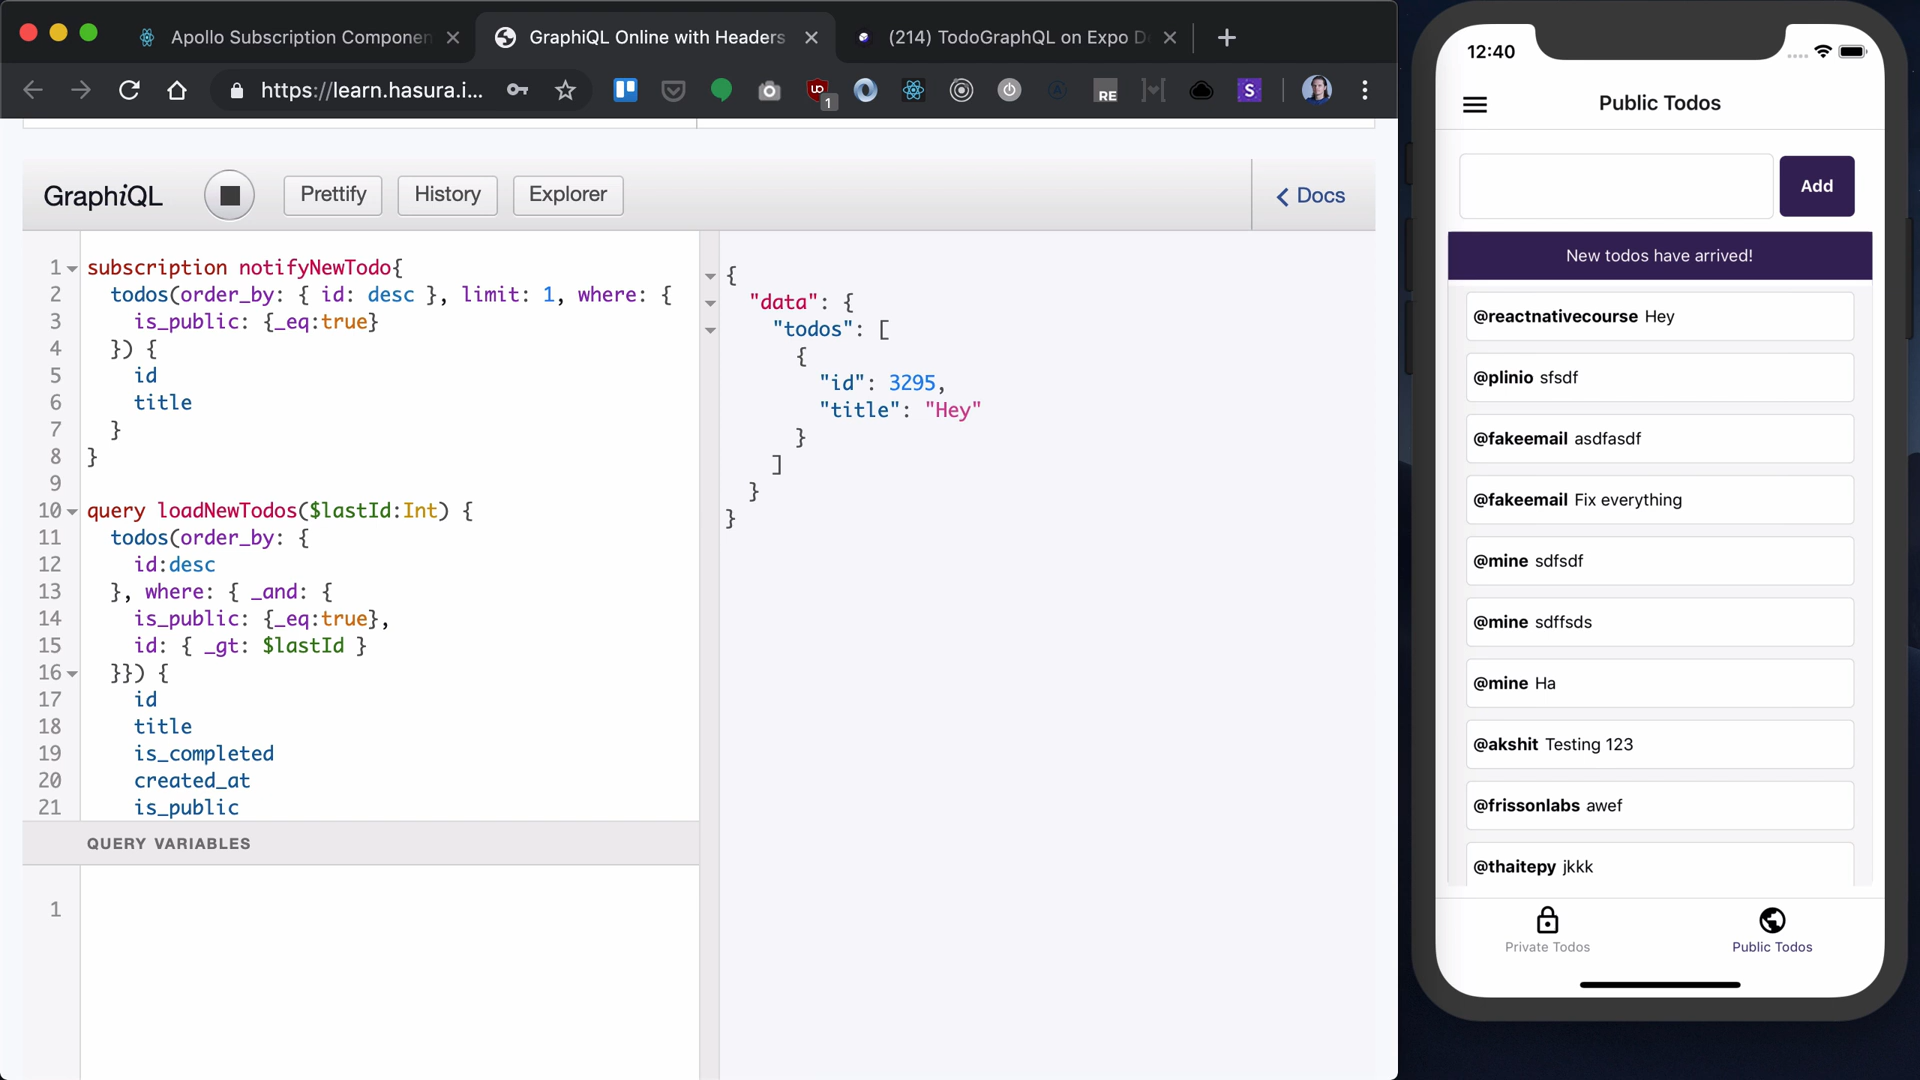 Apollo Subscription Componen
GraphiQL Online with Headers
(214) TodoGraphQL on Expo De
https://learn.hasura.i...
UD
1
RE
S
GraphiQL
Prettify
History
Explorer
Docs
1 subscription notifyNewTodo{
2 todos(order_by: { id: desc }, limit: 1, where: {
3 is_public: {_eq:true}
4 }) {
5 id
6 title
7 }
8 }
9
10 query loadNewTodos($lastId:Int) {
11 todos(order_by: {
12 id:desc
13 }, where: { _and: {
14 is_public: {_eq:true},
15 id: { _gt: $lastId }
16 }}) {
17 id
18 title
19 is_completed
20 created_at
21 is_public
QUERY VARIABLES
1
{
"data": {
"todos": [
{
"id": 3295,
"title": "Hey"
}
]
}
}
12:40
Public Todos
Add
New todos have arrived!
@reactnativecourse Hey
@plinio sfsdf
@fakeemail asdfasdf
@fakeemail Fix everything
@mine sdfsdf
@mine sdffsds
@mine Ha
@akshit Testing 123
@frissonlabs awef
@thaitepy jkkk
Private Todos
Public Todos